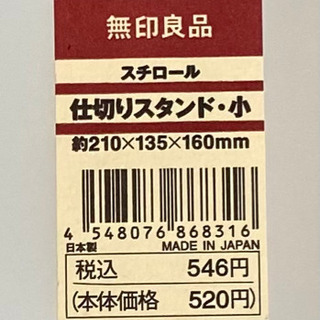 無印良品
スチロール
仕切りスタンド・小
約210×135×160mm
4 548076 868316
日本製 MADE IN JAPAN
税込 546円
(本体価格 520円)